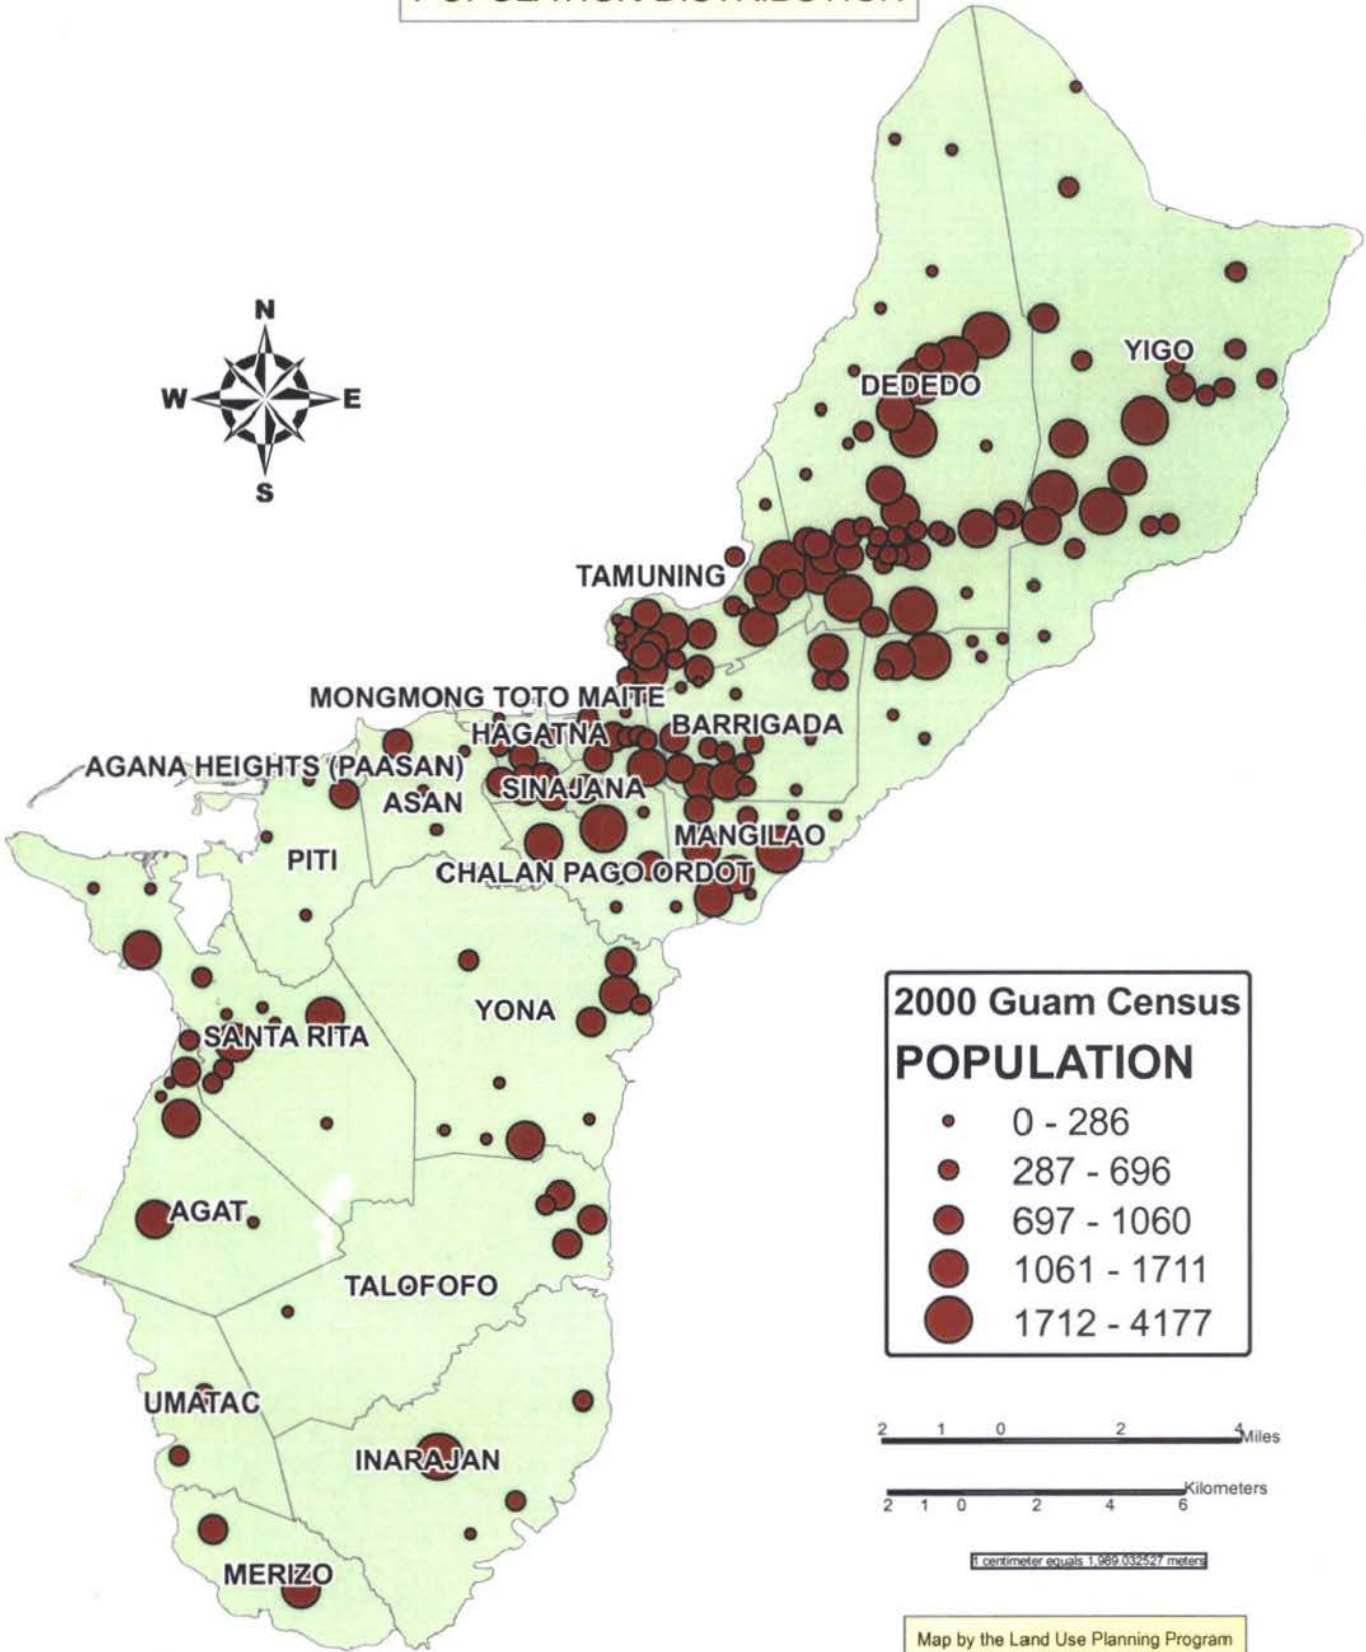 POPULATION DISTRIBUTION
N
W E
S
YIGO
DEDEDO
TAMUNING
MONGMONG TOTO MAITE
HAGATNA
BARRIGADA
AGANA HEIGHTS (PAASAN)
SINAJANA
ASAN
MANGILAO
PITI
CHALAN PAGO ORDOT
YONA
SANTA RITA
AGAT
TALOFOFO
UMATAC
INARAJAN
MERIZO
2000 Guam Census
POPULATION
0 - 286
287 - 696
697 - 1060
1061 - 1711
1712 - 4177
2 1 0 2 4 Miles
Kilometers
2 1 0 2 4 6
1 centimeter equals 1,989.032527 meters
Map by the Land Use Planning Program